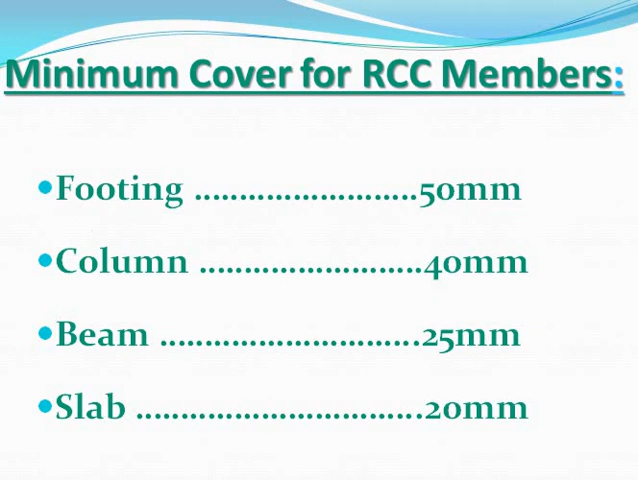 Minimum Cover for RCC Members:
•Footing ……………………..50mm
•Column ……………………..40mm
•Beam ………………………..25mm
•Slab …………………………..20mm